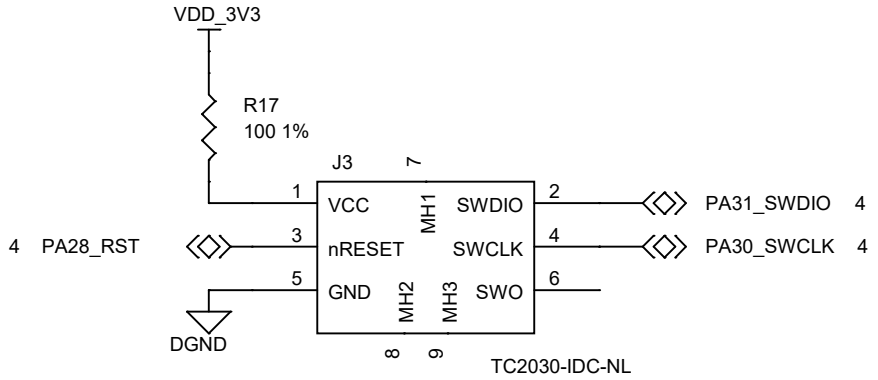 VDD_3V3
R17
100 1%
J3
7
1
VCC
MH1
SWDIO
2
PA31_SWDIO 4
4 PA28_RST
3
nRESET
SWCLK
4
PA30_SWCLK 4
5
GND
MH2
MH3
SWO
6
DGND
8
9
TC2030-IDC-NL